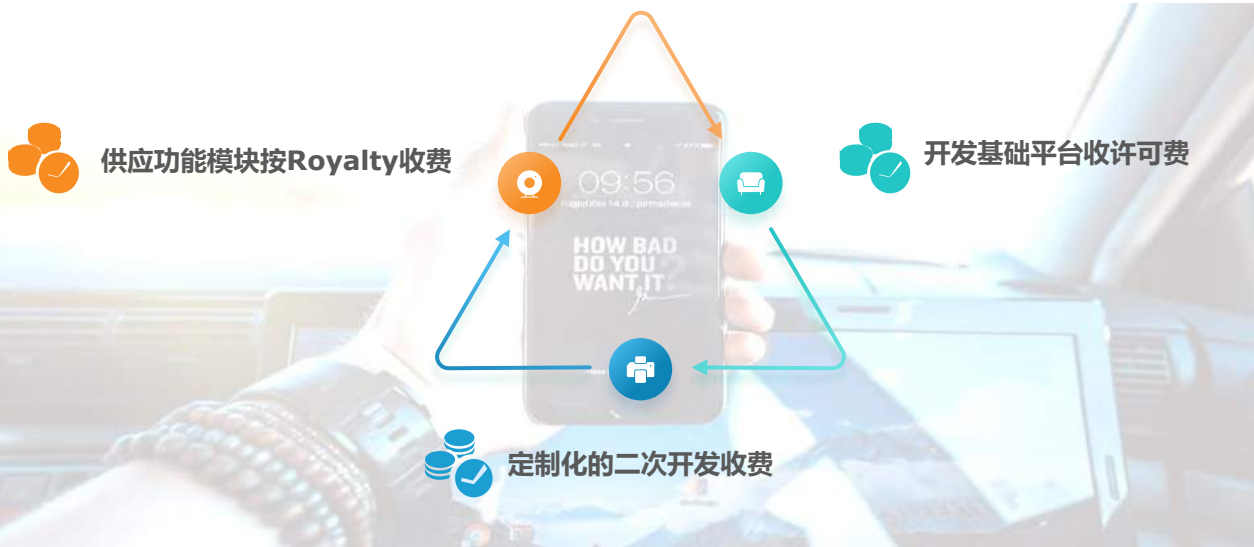 供应功能模块按Royalty收费
开发基础平台收许可费
09:56
HOW BAD
DO YOU
WANT IT?
定制化的二次开发收费